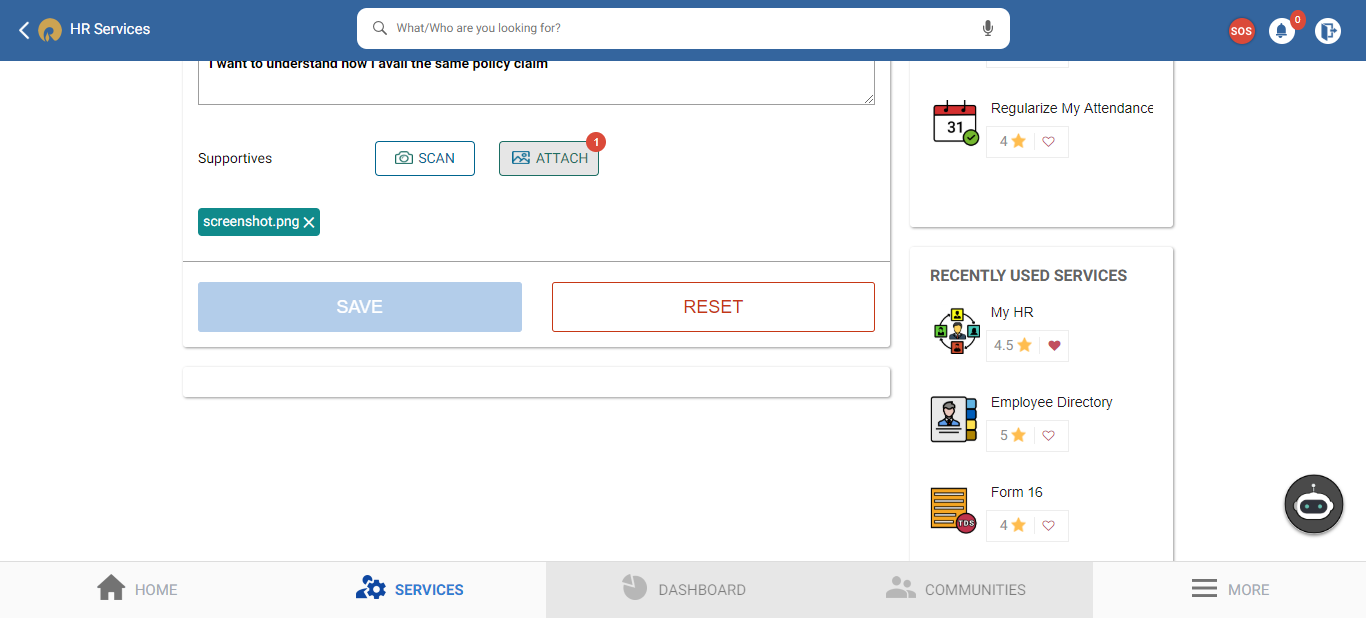 HR Services
What/Who are you looking for?
SOS
0
I want to understand how I avail the same policy claim
Supportives
SCAN
ATTACH
1
screenshot.png
SAVE
RESET
31
Regularize My Attendance
4
RECENTLY USED SERVICES
My HR
4.5
Employee Directory
5
TDS
Form 16
4
HOME
SERVICES
DASHBOARD
COMMUNITIES
MORE